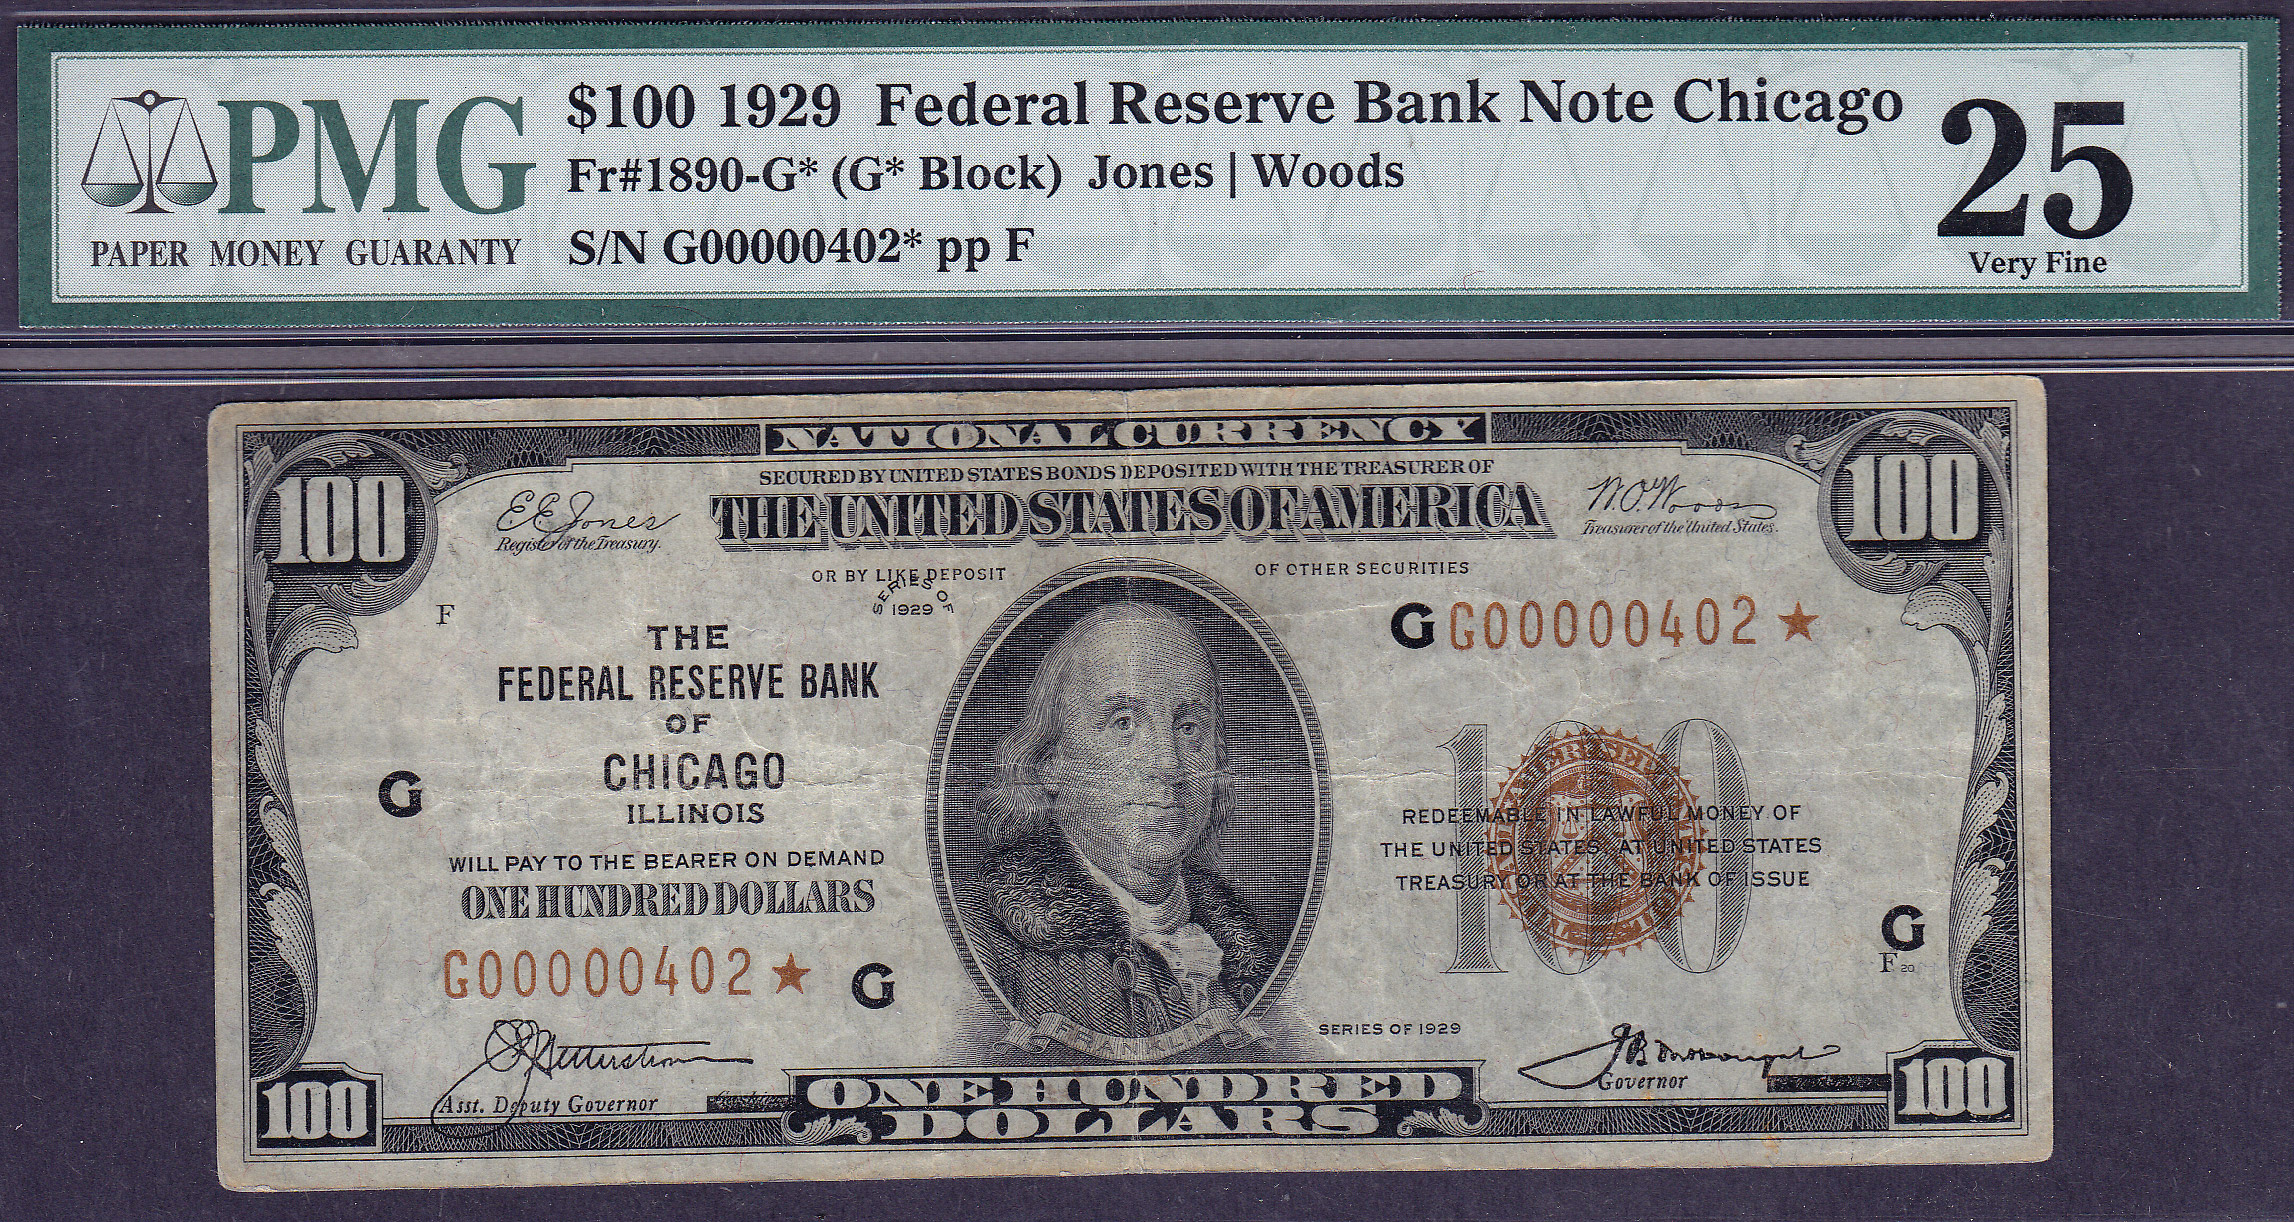 PMG
PAPER MONEY GUARANTY
$100 1929 Federal Reserve Bank Note Chicago
Fr#1890-G* (G* Block) Jones | Woods
S/N G00000402* pp F
25
Very Fine
NATIONAL CURRENCY
SECURED BY UNITED STATES BONDS DEPOSITED WITH THE TREASURER OF
THE UNITED STATES OF AMERICA
OR BY LIKE DEPOSIT OF OTHER SECURITIES
100
100
E.E. Jones
Register of the Treasury.
W.O. Woods
Treasurer of the United States.
SERIES OF
1929
F
THE
FEDERAL RESERVE BANK
OF
CHICAGO
ILLINOIS
G
WILL PAY TO THE BEARER ON DEMAND
ONE HUNDRED DOLLARS
G00000402★
G
G G00000402★
100
REDEEMABLE IN LAWFUL MONEY OF
THE UNITED STATES AT UNITED STATES
TREASURY OR AT THE BANK OF ISSUE
G
F 20
FRANKLIN
SERIES OF 1929
Asst. Deputy Governor
Governor
100
ONE HUNDRED
DOLLARS
100